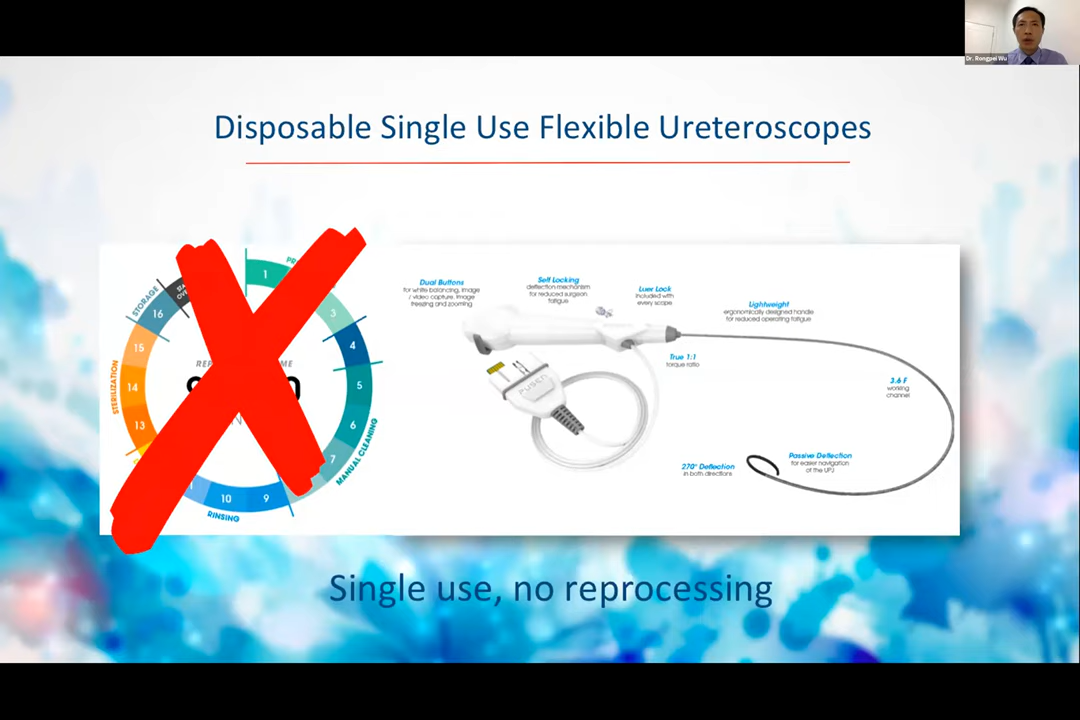 Dr. Rongpei Wu
Disposable Single Use Flexible Ureteroscopes
1
3
4
5
6
7
9
10
13
14
15
16
STORAGE
STERILIZATION
RINSING
MANUAL CLEANING
Dual Buttons
for white balancing, image
/ video capture, image
freezing and zooming
Self Locking
deflection mechanism
for reduced surgeon
fatigue
Luer Lock
included with
every scope
Lightweight
ergonomically designed handle
for reduced operating fatigue
True 1:1
torque ratio
3.6 F
working
channel
PUSEN
270° Deflection
in both directions
Passive Deflection
for easier navigation
of the UPJ
Single use, no reprocessing